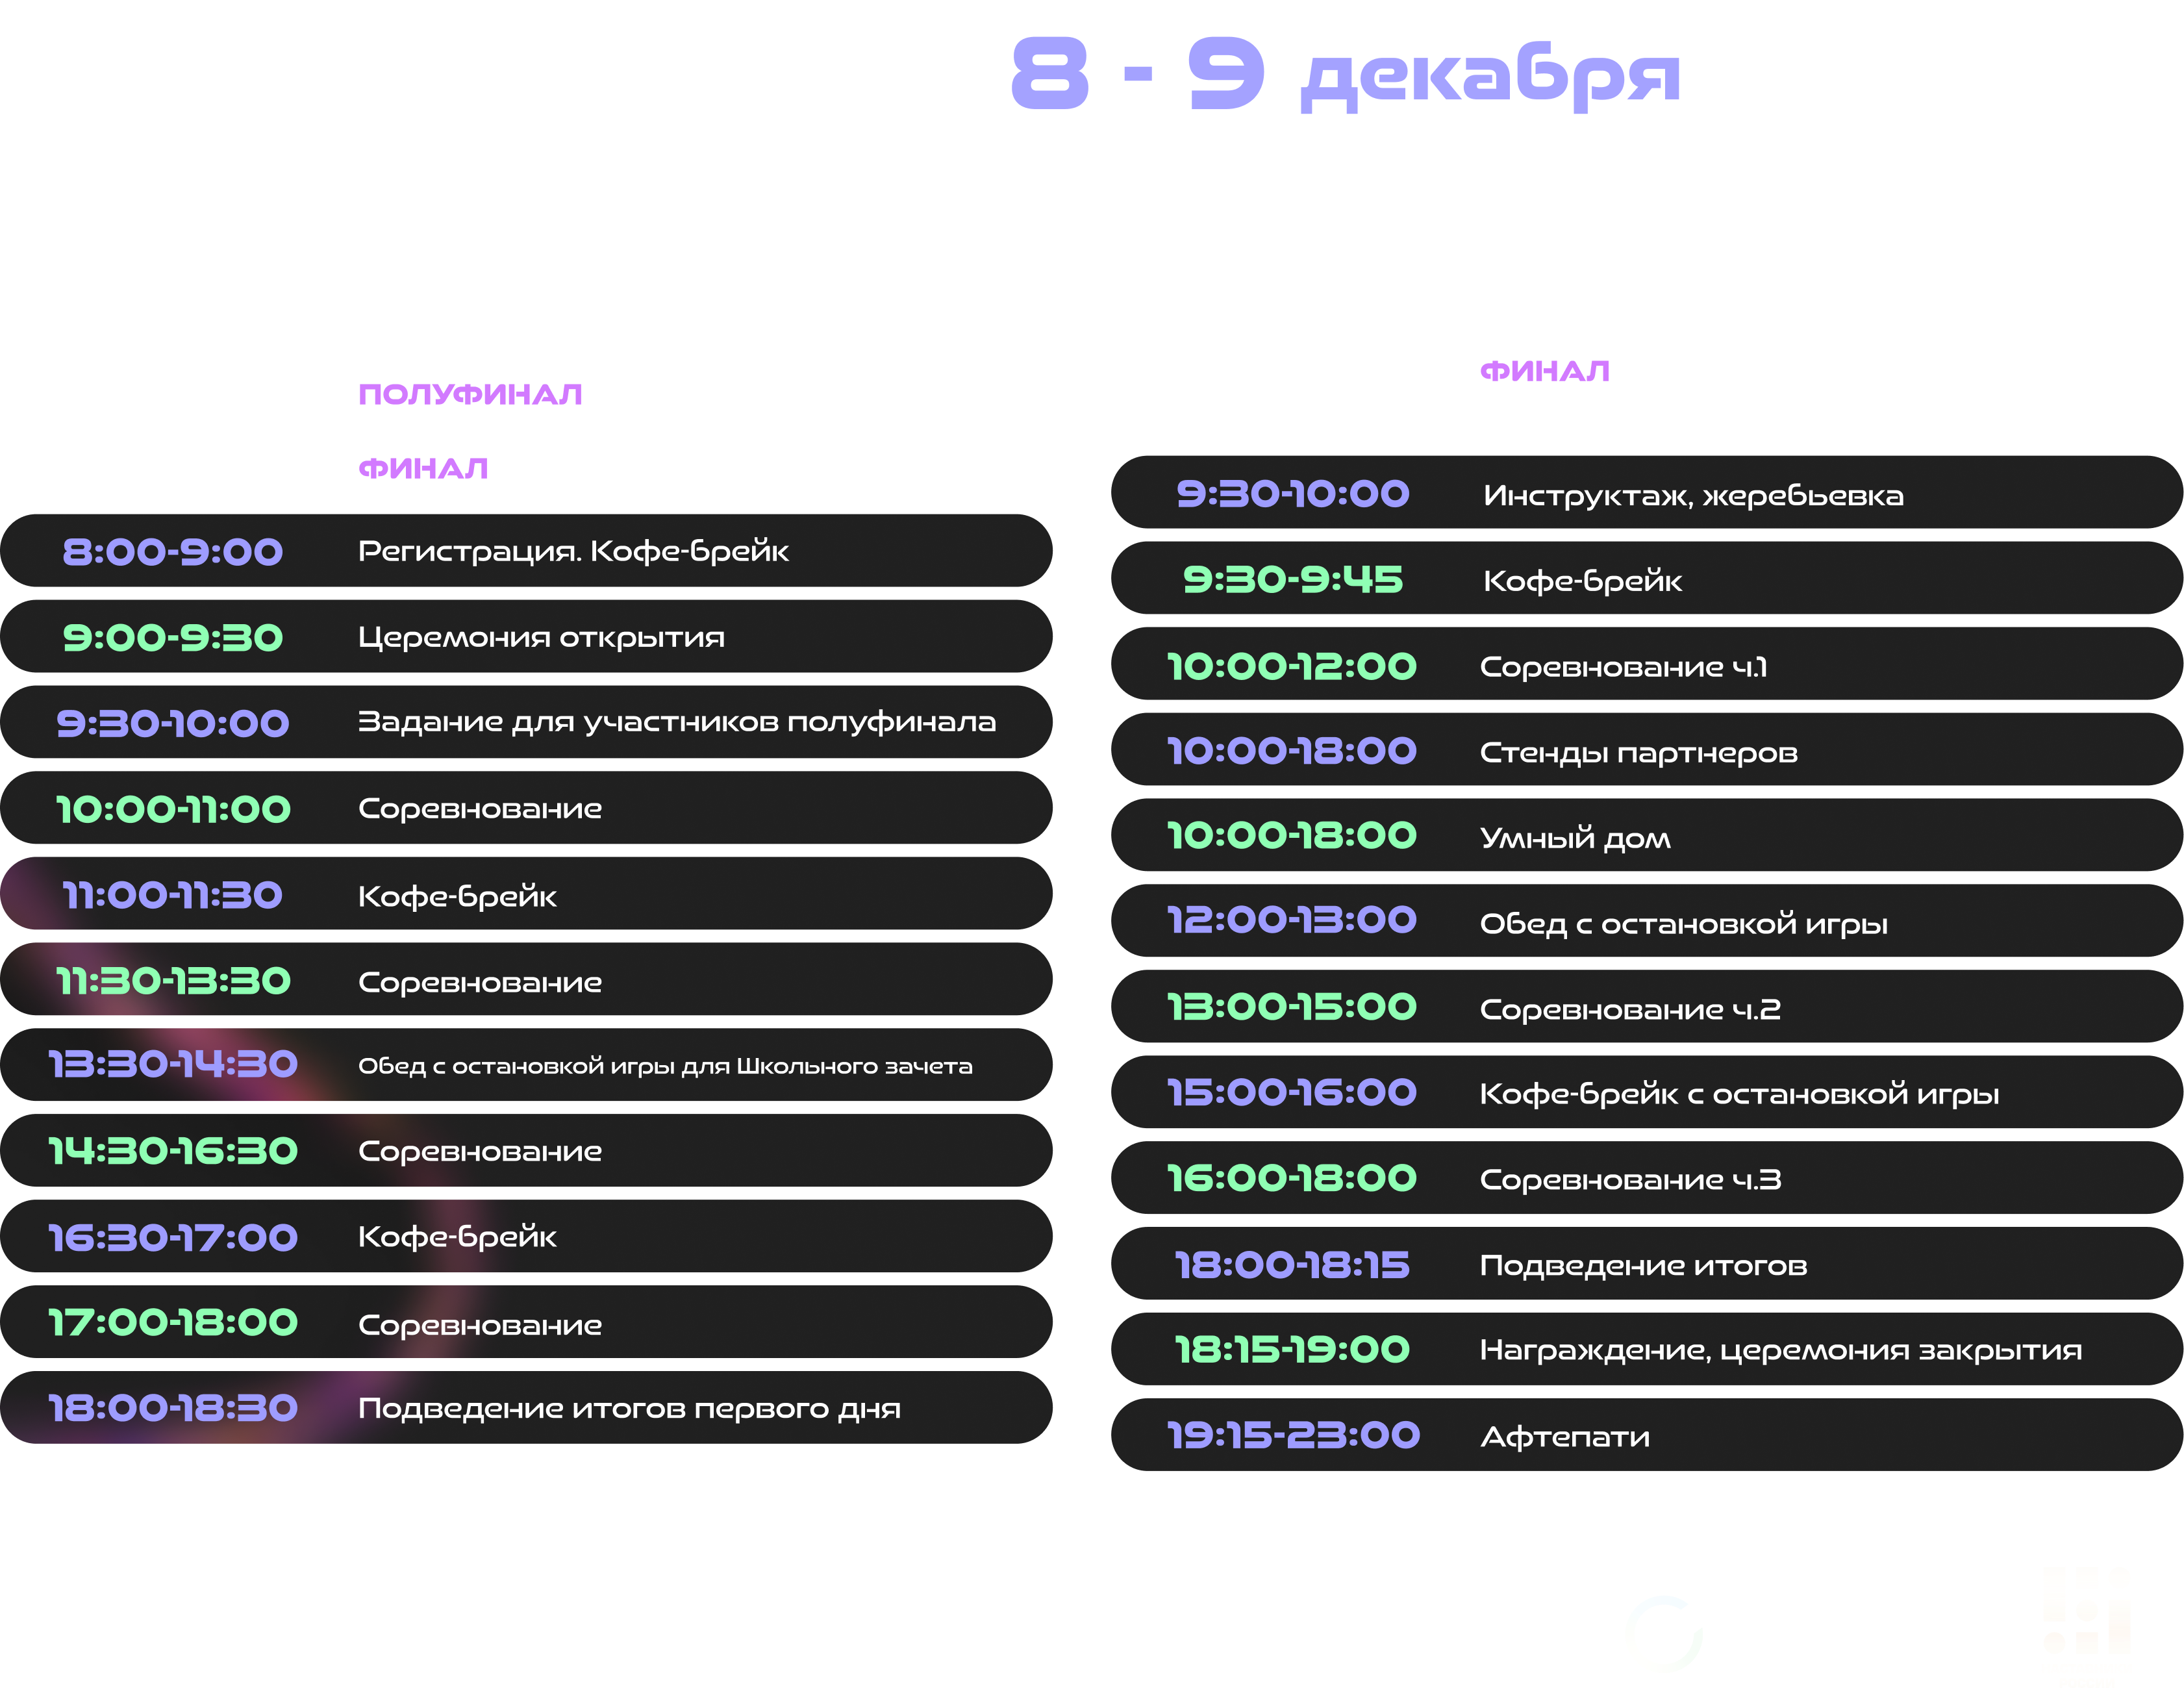 8 - 9 декабря
ПОЛУФИНАЛ
ФИНАЛ
8:00-9:00 Регистрация. Кофе-брейк
9:00-9:30 Церемония открытия
9:30-10:00 Задание для участников полуфинала
10:00-11:00 Соревнование
11:00-11:30 Кофе-брейк
11:30-13:30 Соревнование
13:30-14:30 Обед с остановкой игры для Школьного зачета
14:30-16:30 Соревнование
16:30-17:00 Кофе-брейк
17:00-18:00 Соревнование
18:00-18:30 Подведение итогов первого дня
ФИНАЛ
9:30-10:00 Инструктаж, жеребьевка
9:30-9:45 Кофе-брейк
10:00-12:00 Соревнование ч.1
10:00-18:00 Стенды партнеров
10:00-18:00 Умный дом
12:00-13:00 Обед с остановкой игры
13:00-15:00 Соревнование ч.2
15:00-16:00 Кофе-брейк с остановкой игры
16:00-18:00 Соревнование ч.3
18:00-18:15 Подведение итогов
18:15-19:00 Награждение, церемония закрытия
19:15-23:00 Афтепати